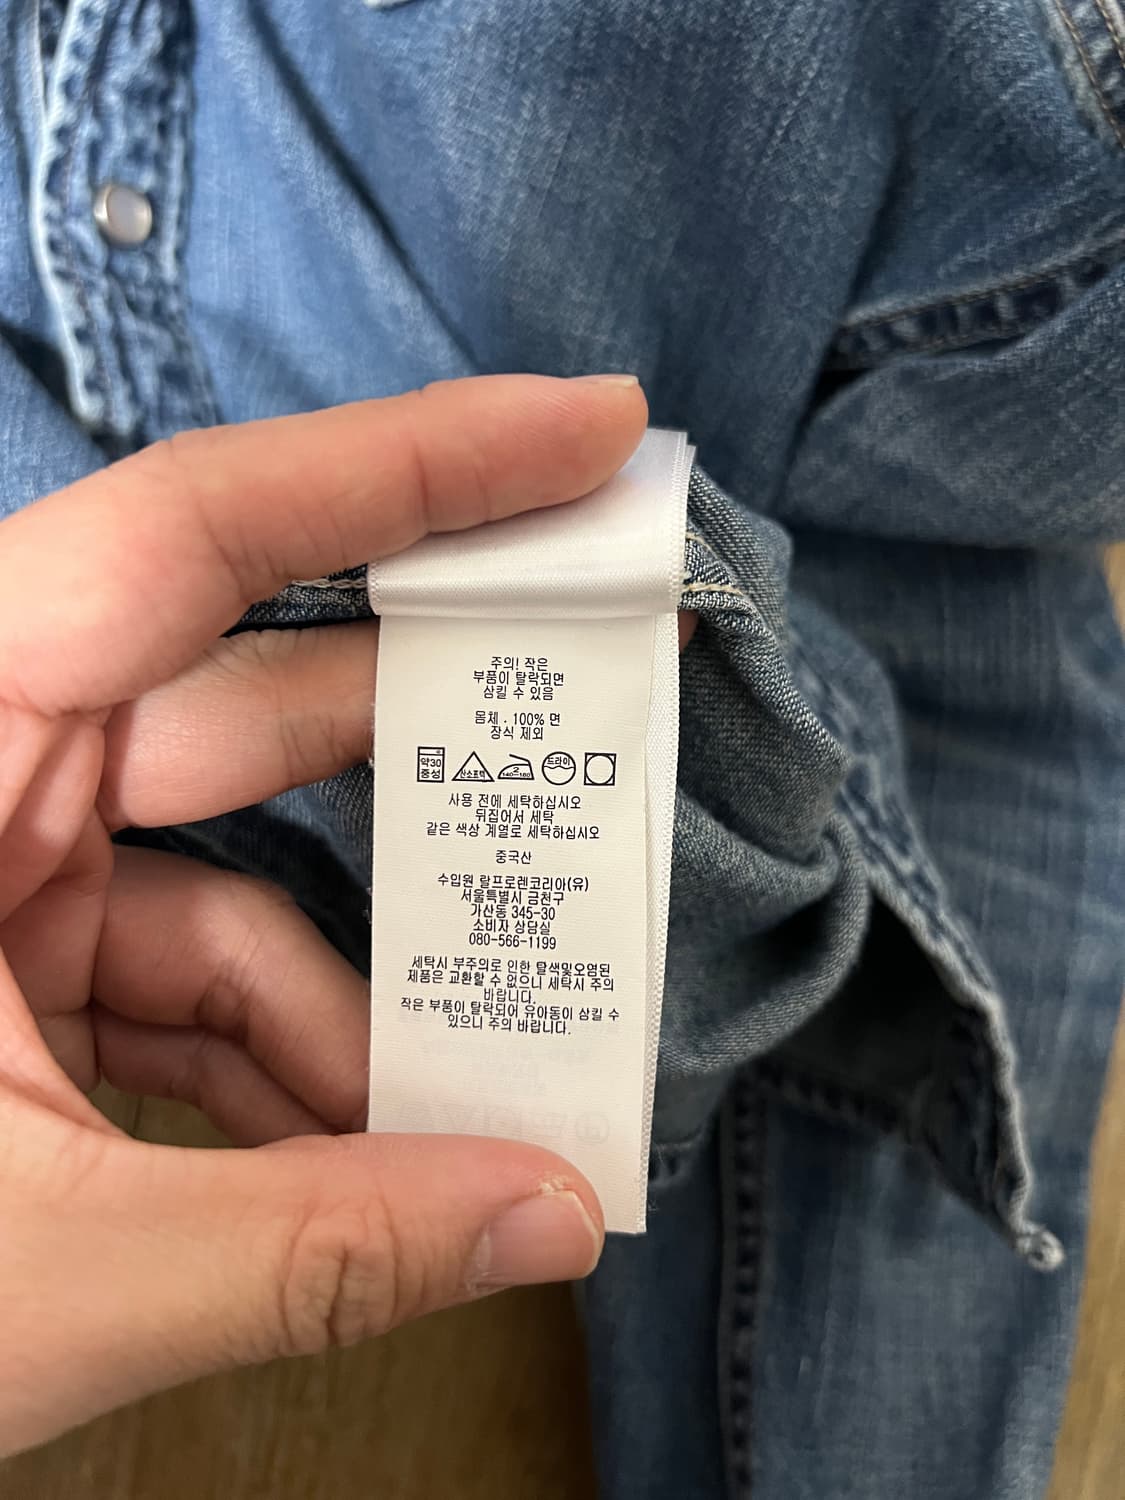 주의! 작은
부품이 탈락되면
삼킬 수 있음
몸체 . 100% 면
장식 제외
약30
중성
산소표백
2
140~160
드라이
사용 전에 세탁하십시오
뒤집어서 세탁
같은 색상 계열로 세탁하십시오
중국산
수입원 랄프로렌코리아(유)
서울특별시 금천구
가산동 345-30
소비자 상담실
080-566-1199
세탁시 부주의로 인한 탈색및오염된
제품은 교환할 수 없으니 세탁시 주의
바랍니다.
작은 부품이 탈락되어 유아동이 삼킬 수
있으니 주의 바랍니다.